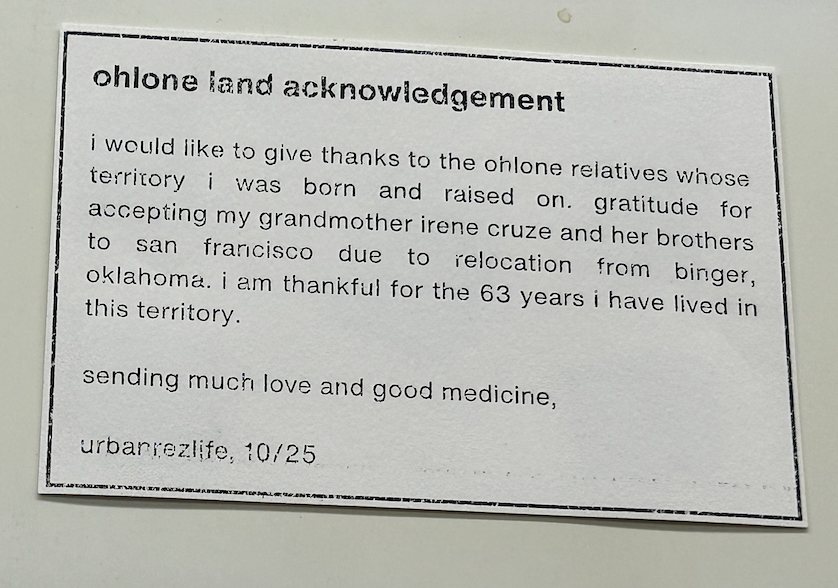 ohlone land acknowledgement
i would like to give thanks to the ohlone relatives whose
territory i was born and raised on. gratitude for
accepting my grandmother irene cruze and her brothers
to san francisco due to relocation from binger,
oklahoma. i am thankful for the 63 years i have lived in
this territory.
sending much love and good medicine,
urbanrezlife, 10/25